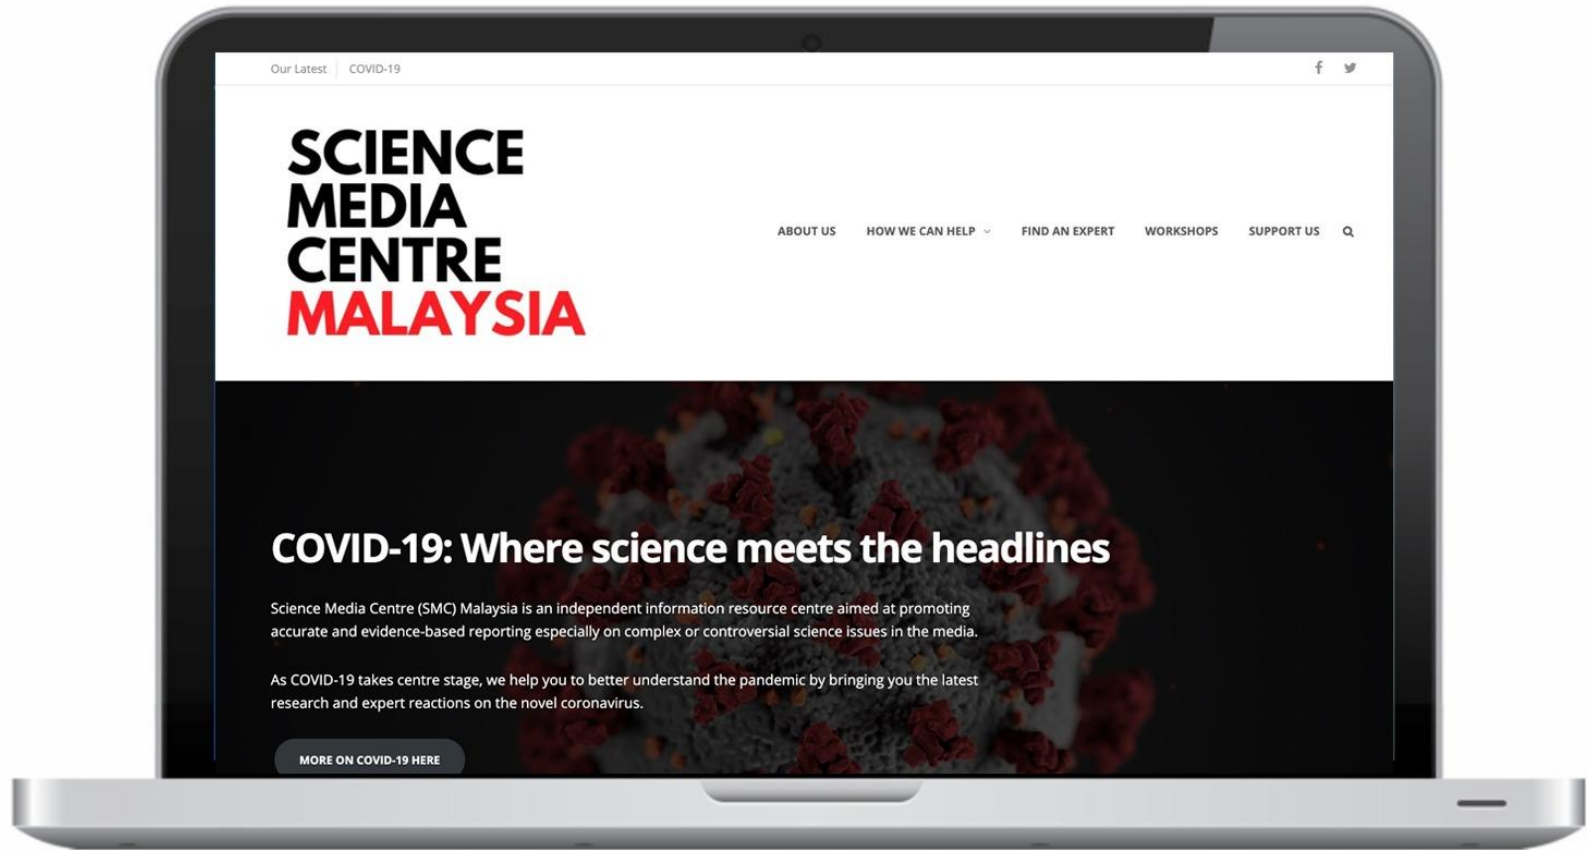 Our Latest COVID-19
SCIENCE
MEDIA
CENTRE
MALAYSIA
ABOUT US HOW WE CAN HELP FIND AN EXPERT WORKSHOPS SUPPORT US
COVID-19: Where science meets the headlines
Science Media Centre (SMC) Malaysia is an independent information resource centre aimed at promoting
accurate and evidence-based reporting especially on complex or controversial science issues in the media.
As COVID-19 takes centre stage, we help you to better understand the pandemic by bringing you the latest
research and expert reactions on the novel coronavirus.
MORE ON COVID-19 HERE